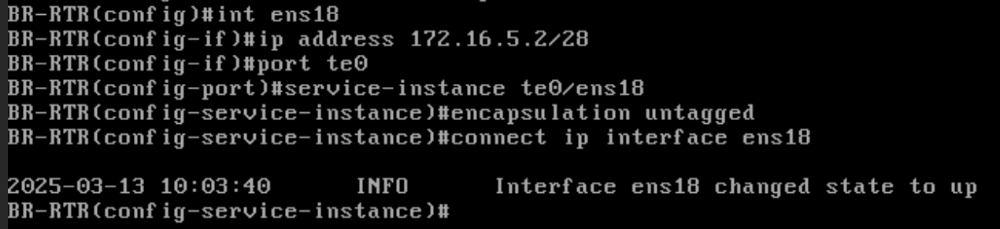 BR-RTR(config)#int ens18
BR-RTR(config-if)#ip address 172.16.5.2/28
BR-RTR(config-if)#port te0
BR-RTR(config-port)#service-instance te0/ens18
BR-RTR(config-service-instance)#encapsulation untagged
BR-RTR(config-service-instance)#connect ip interface ens18
2025-03-13 10:03:40 INFO Interface ens18 changed state to up
BR-RTR(config-service-instance)#